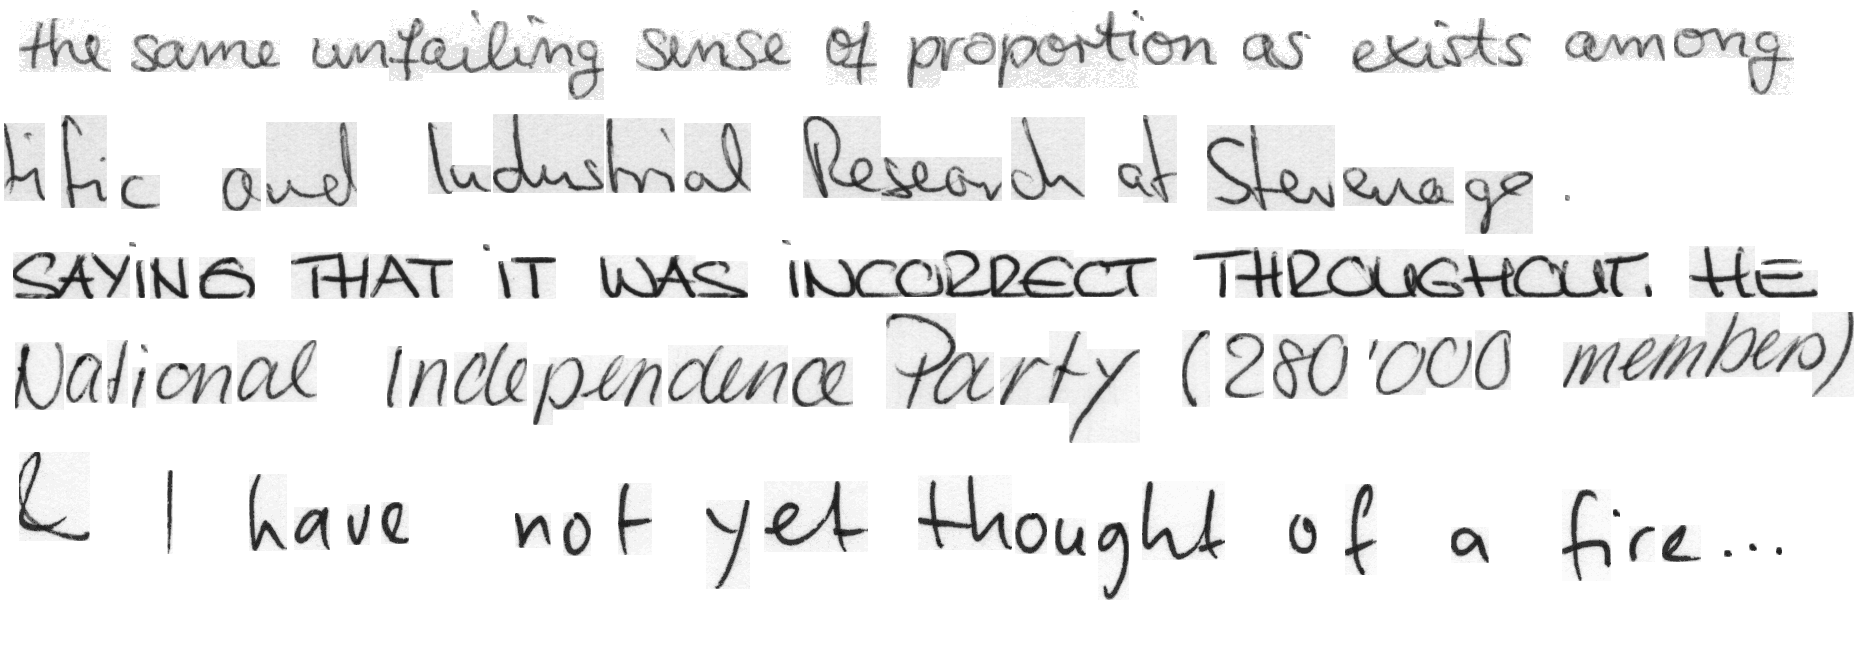 the same unfailing sense of proportion as exists among
tific and Industrial Research at Stevenage.
SAYING THAT IT WAS INCORRECT THROUGHOUT. HE
National Independence Party (280'000 members)
& I have not yet thought of a fire...